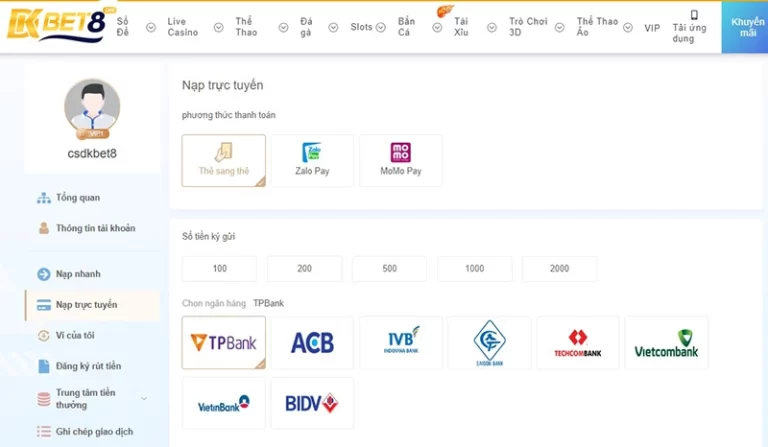 DKBET8
Số Đề
Live Casino
Thể Thao
Đá gà
Slots
Bắn Cá
Tài Xỉu
Trò Chơi 3D
Thể Thao Ảo
VIP
Tải ứng dụng
Khuyến mãi
csdkbet8
Tổng quan
Thông tin tài khoản
Nạp nhanh
Nạp trực tuyến
Ví của tôi
Đăng ký rút tiền
Trung tâm tiền thưởng
Ghi chép giao dịch
Nạp trực tuyến
phương thức thanh toán
Thẻ sang thẻ
Zalo Pay
Zalo Pay
mo mo
MoMo Pay
Số tiền ký gửi
100
200
500
1000
2000
Chọn ngân hàng TPBank
TPBank
ACB
IVB
INDOVINA BANK
SAIGON BANK
TECHCOMBANK
Vietcombank
VietinBank
BIDV